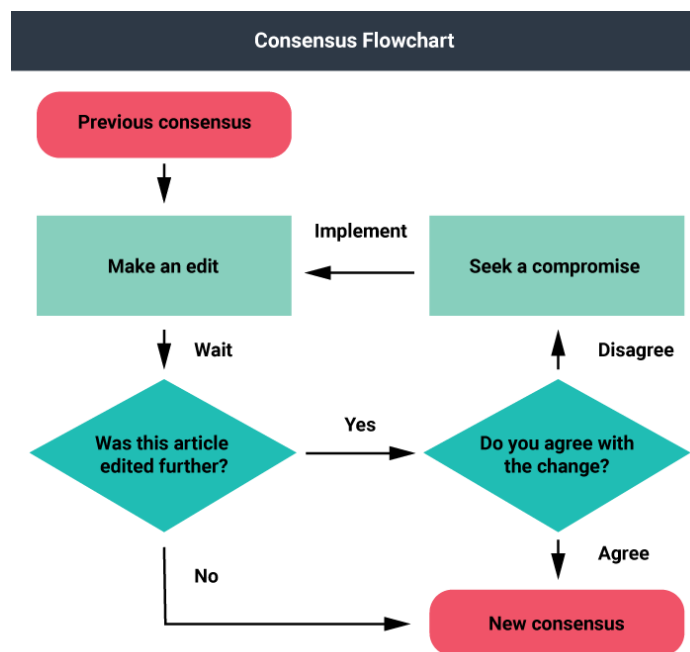 Consensus Flowchart
Previous consensus
Implement
Make an edit
Seek a compromise
Wait
Disagree
Was this article
edited further?
Yes
Do you agree with
the change?
No
Agree
New consensus